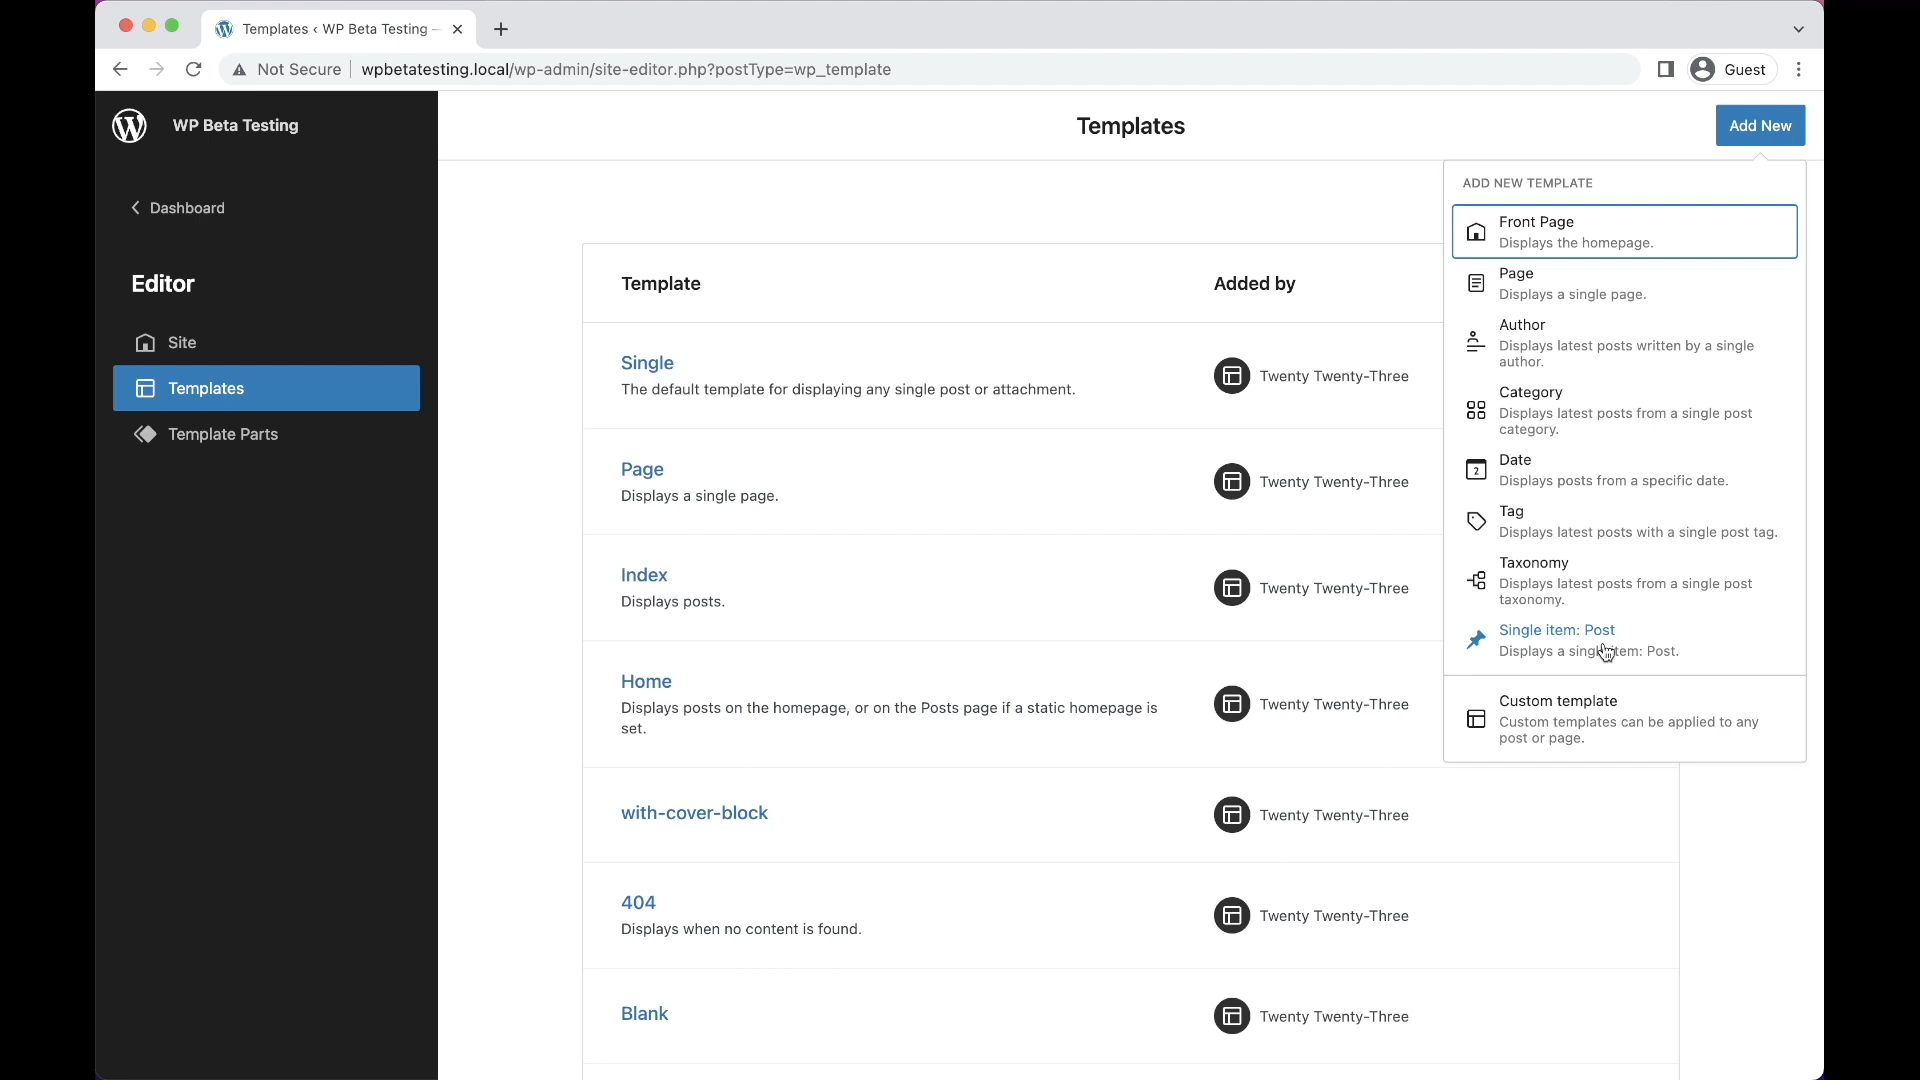 Templates ‹ WP Beta Testing –
Not Secure
wpbetatesting.local/wp-admin/site-editor.php?postType=wp_template
Guest
WP Beta Testing
Dashboard
Editor
Site
Templates
Template Parts
Templates
Add New
Template
Added by
Single
The default template for displaying any single post or attachment.
Twenty Twenty-Three
Page
Displays a single page.
Twenty Twenty-Three
Index
Displays posts.
Twenty Twenty-Three
Home
Displays posts on the homepage, or on the Posts page if a static homepage is
set.
Twenty Twenty-Three
with-cover-block
Twenty Twenty-Three
404
Displays when no content is found.
Twenty Twenty-Three
Blank
Twenty Twenty-Three
ADD NEW TEMPLATE
Front Page
Displays the homepage.
Page
Displays a single page.
Author
Displays latest posts written by a single
author.
Category
Displays latest posts from a single post
category.
2
Date
Displays posts from a specific date.
Tag
Displays latest posts with a single post tag.
Taxonomy
Displays latest posts from a single post
taxonomy.
Single item: Post
Displays a single item: Post.
Custom template
Custom templates can be applied to any
post or page.